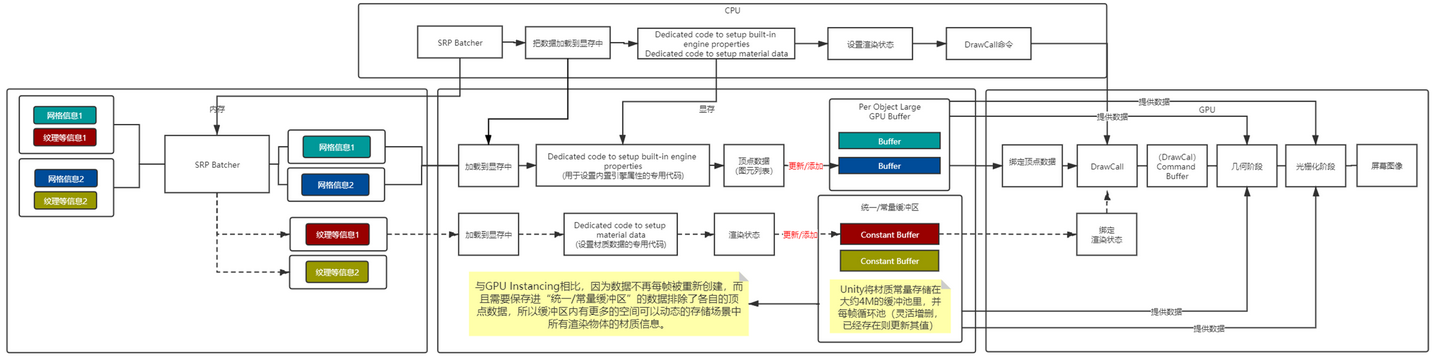 CPU
SRP Batcher
把数据加载到显存中
Dedicated code to setup built-in
engine properties
Dedicated code to setup material data
设置渲染状态
DrawCall命令
内存
网格信息1
纹理等信息1
网格信息2
纹理等信息2
SRP Batcher
网格信息1
网格信息2
纹理等信息1
纹理等信息2
显存
加载到显存中
Dedicated code to setup built-in engine
properties
(用于设置内置引擎属性的专用代码)
顶点数据
(图元列表)
更新/添加
Per Object Large
GPU Buffer
Buffer
Buffer
加载到显存中
Dedicated code to setup
material data
(设置材质数据的专用代码)
渲染状态
更新/添加
统一/常量缓冲区
Constant Buffer
Constant Buffer
与GPU Instancing相比，因为数据不再每帧被重新创建，而
且需要保存进“统一/常量缓冲区”的数据排除了各自的顶
点数据，所以缓冲区内有更多的空间可以动态的存储场景中
所有渲染物体的材质信息。
Unity将材质常量存储在
大约4M的缓冲池里，并
每帧循环池（灵活增删，
已经存在则更新其值）
GPU
提供数据
提供数据
绑定顶点数据
DrawCall
(DrawCal)
Command
Buffer
几何阶段
光栅化阶段
屏幕图像
绑定
渲染状态
提供数据
提供数据